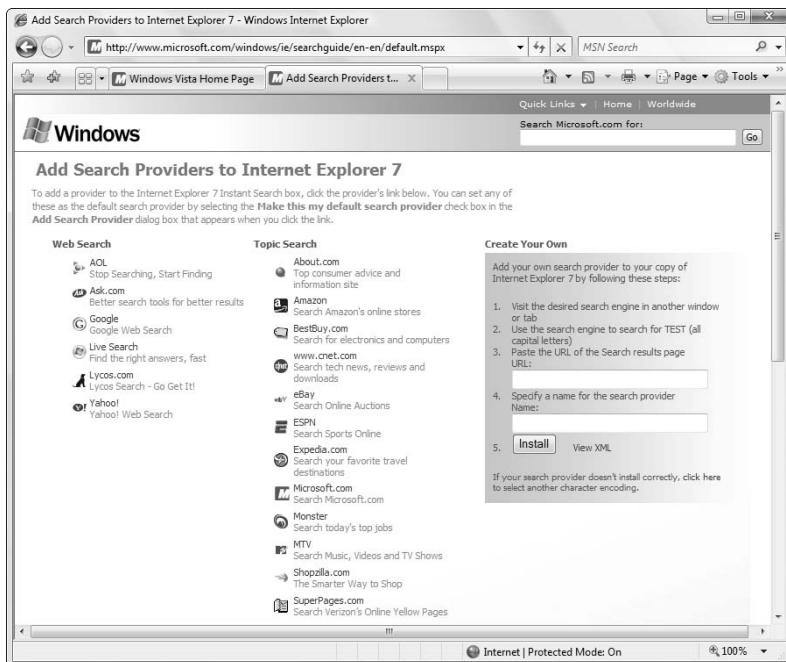 Add Search Providers to Internet Explorer 7 - Windows Internet Explorer
http://www.microsoft.com/windows/ie/searchguide/en-en/default.mspx
MSN Search
Windows Vista Home Page
Add Search Providers t...
Page
Tools
Quick Links | Home | Worldwide
Windows
Search Microsoft.com for:
Go
Add Search Providers to Internet Explorer 7
To add a provider to the Internet Explorer 7 Instant Search box, click the provider's link below. You can set any of
these as the default search provider by selecting the Make this my default search provider check box in the
Add Search Provider dialog box that appears when you click the link.
Web Search
AOL
Stop Searching, Start Finding
Ask.com
Better search tools for better results
Google
Google Web Search
Live Search
Find the right answers, fast
Lycos.com
Lycos Search - Go Get It!
Yahoo!
Yahoo! Web Search
Topic Search
About.com
Top consumer advice and
information site
Amazon
Search Amazon's online stores
BestBuy.com
Search for electronics and computers
www.cnet.com
Search tech news, reviews and
downloads
eBay
Search Online Auctions
ESPN
Search Sports Online
Expedia.com
Search your favorite travel
destinations
Microsoft.com
Search Microsoft.com
Monster
Search today's top jobs
MTV
Search Music, Videos and TV Shows
Shopzilla.com
The Smarter Way to Shop
SuperPages.com
Search Verizon's Online Yellow Pages
Create Your Own
Add your own search provider to your copy of
Internet Explorer 7 by following these steps:
1. Visit the desired search engine in another window
or tab
2. Use the search engine to search for TEST (all
capital letters)
3. Paste the URL of the Search results page
URL:
4. Specify a name for the search provider
Name:
5. Install View XML
If your search provider doesn't install correctly, click here
to select another character encoding.
Internet | Protected Mode: On
100%